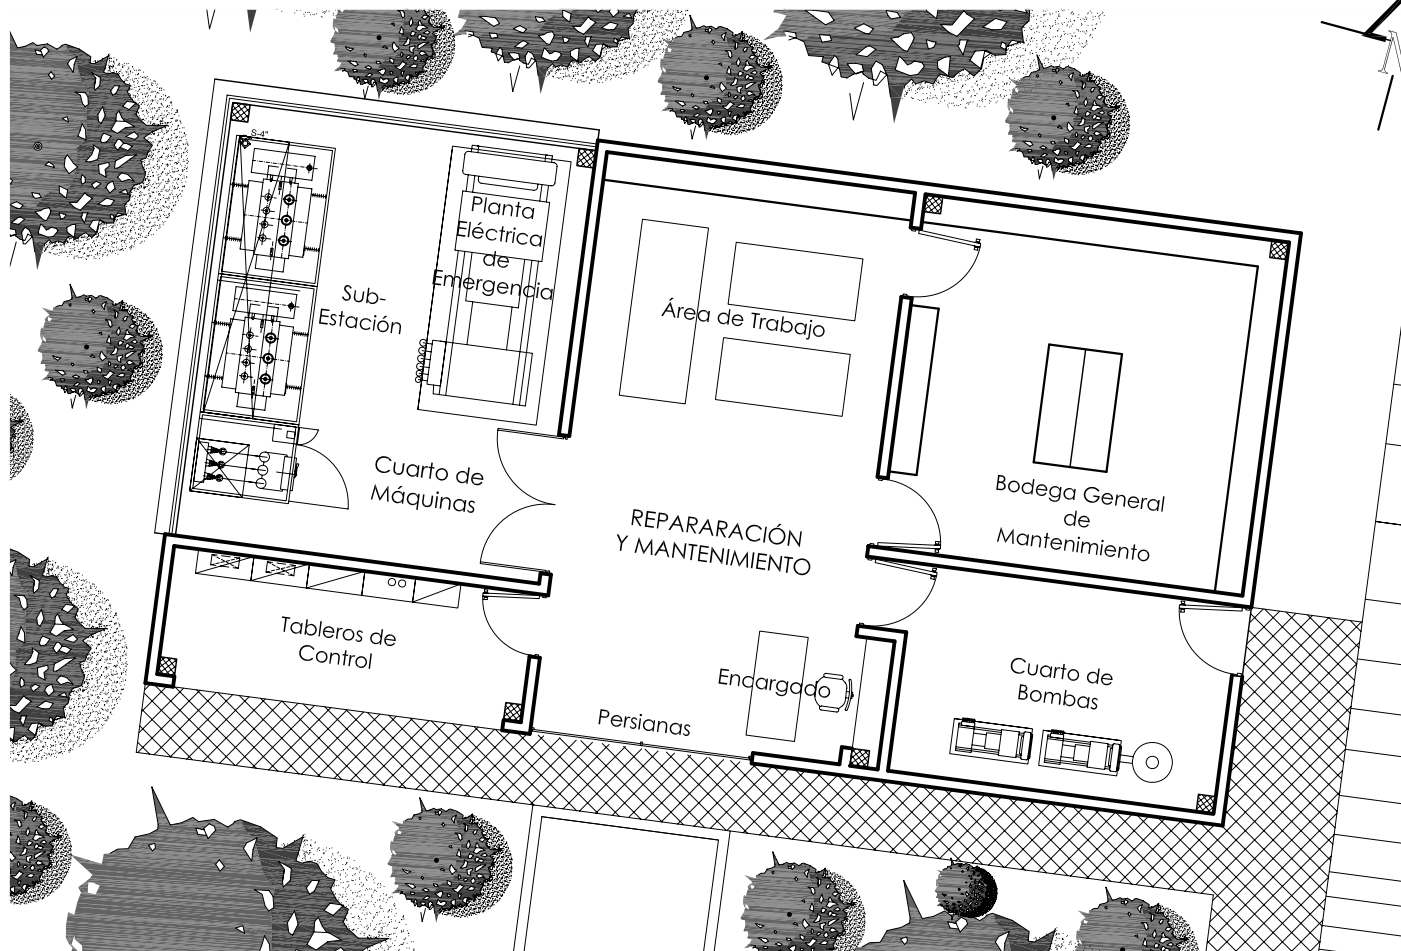 S-4"
Planta
Eléctrica
de
Emergencia
Sub-
Estación
Área de Trabajo
Cuarto de
Máquinas
REPARARACIÓN
Y MANTENIMIENTO
Bodega General
de
Mantenimiento
Tableros de
Control
Encargado
Persianas
Cuarto de
Bombas
N